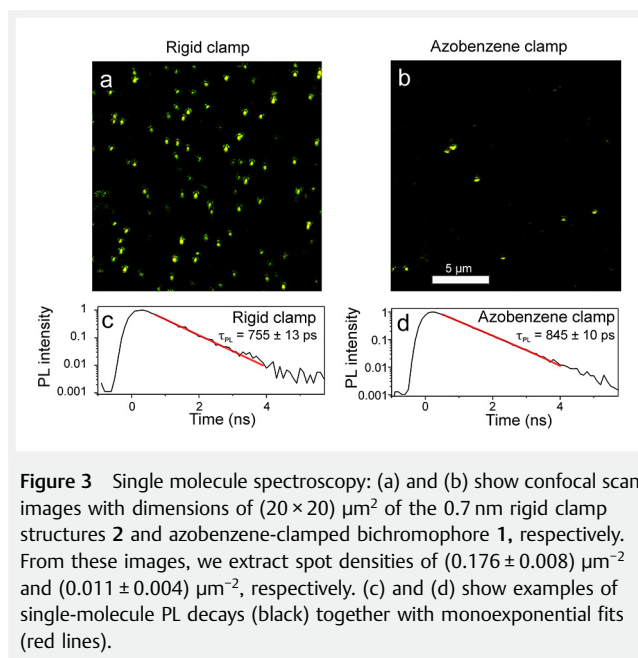 Rigid clamp
Azobenzene clamp
a
b
5 µm
c
Rigid clamp
τPL = 755 ± 13 ps
PL intensity
1
0.1
0.01
0.001
0
2
4
Time (ns)
d
Azobenzene clamp
τPL = 845 ± 10 ps
PL intensity
1
0.1
0.01
0.001
0
2
4
Time (ns)
Figure 3 Single molecule spectroscopy: (a) and (b) show confocal scan
images with dimensions of (20 × 20) µm² of the 0.7 nm rigid clamp
structures 2 and azobenzene-clamped bichromophore 1, respectively.
From these images, we extract spot densities of (0.176 ± 0.008) µm⁻²
and (0.011 ± 0.004) µm⁻², respectively. (c) and (d) show examples of
single-molecule PL decays (black) together with monoexponential fits
(red lines).